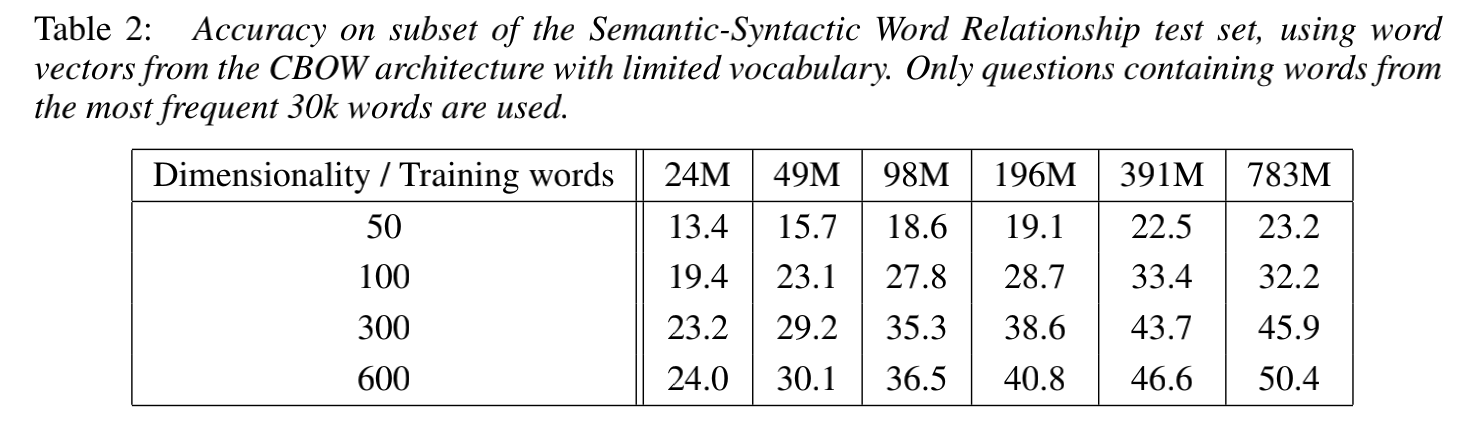 Table 2: Accuracy on subset of the Semantic-Syntactic Word Relationship test set, using word
vectors from the CBOW architecture with limited vocabulary. Only questions containing words from
the most frequent 30k words are used.
Dimensionality / Training words 24M 49M 98M 196M 391M 783M
50 13.4 15.7 18.6 19.1 22.5 23.2
100 19.4 23.1 27.8 28.7 33.4 32.2
300 23.2 29.2 35.3 38.6 43.7 45.9
600 24.0 30.1 36.5 40.8 46.6 50.4